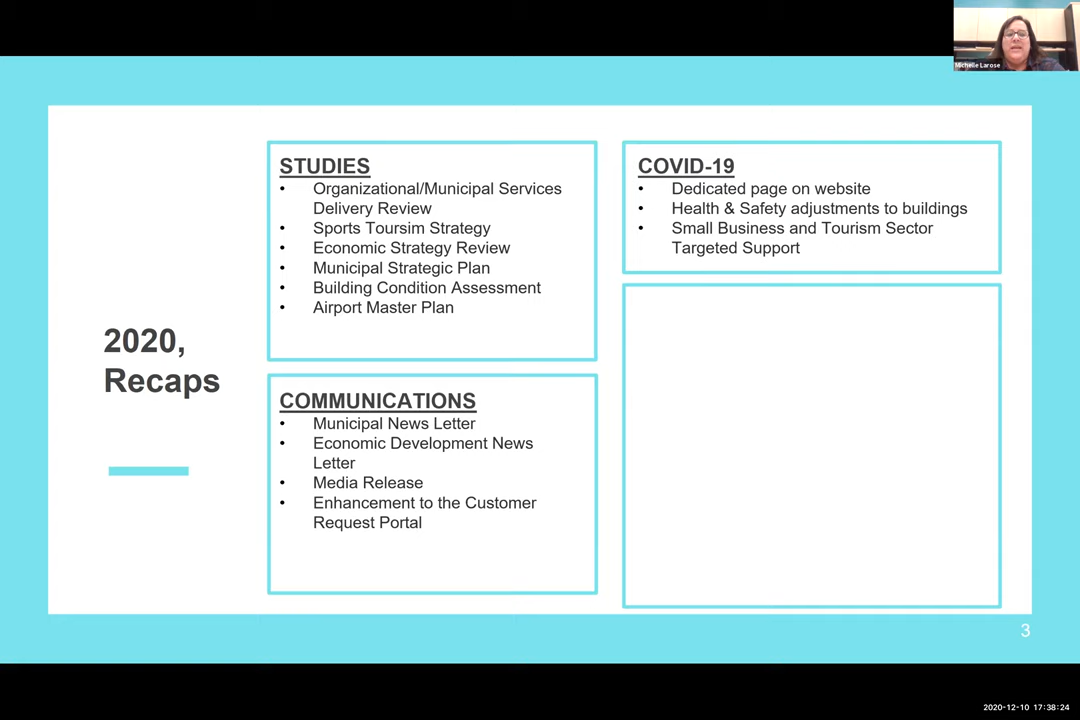 Michelle Larose
2020,
Recaps
STUDIES
• Organizational/Municipal Services
Delivery Review
• Sports Toursim Strategy
• Economic Strategy Review
• Municipal Strategic Plan
• Building Condition Assessment
• Airport Master Plan
COMMUNICATIONS
• Municipal News Letter
• Economic Development News
Letter
• Media Release
• Enhancement to the Customer
Request Portal
COVID-19
• Dedicated page on website
• Health & Safety adjustments to buildings
• Small Business and Tourism Sector
Targeted Support
3
2020-12-10 17:38:24